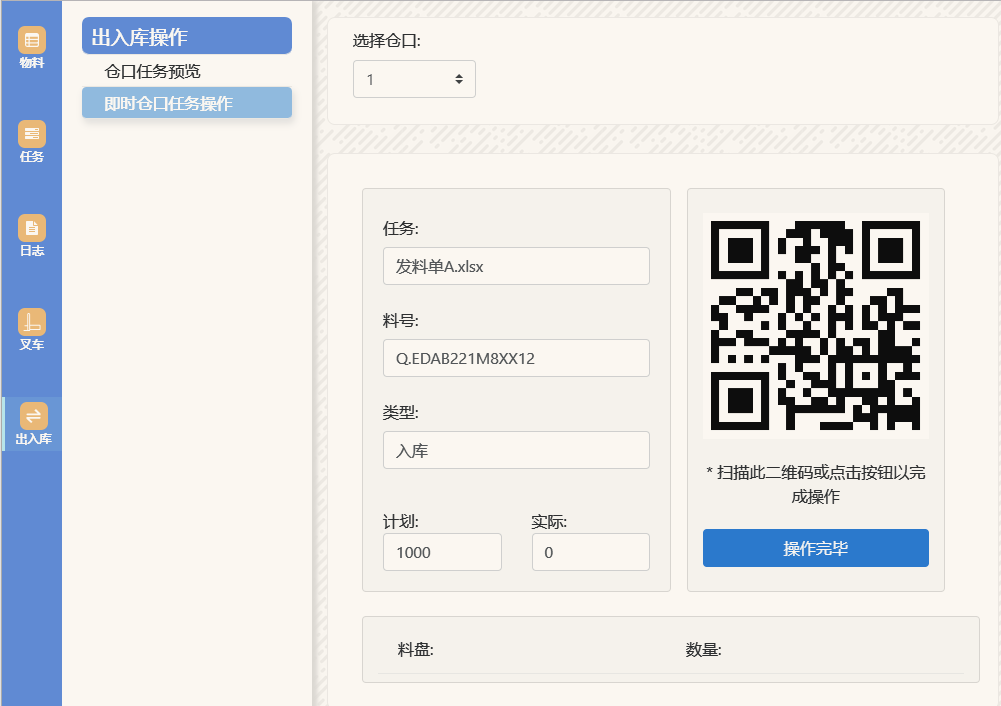 物料
任务
日志
叉车
出入库
出入库操作
仓口任务预览
即时仓口任务操作
选择仓口:
1
任务:
发料单A.xlsx
料号:
Q.EDAB221M8XX12
类型:
入库
计划:
实际:
1000
0
* 扫描此二维码或点击按钮以完
成操作
操作完毕
料盘:
数量: